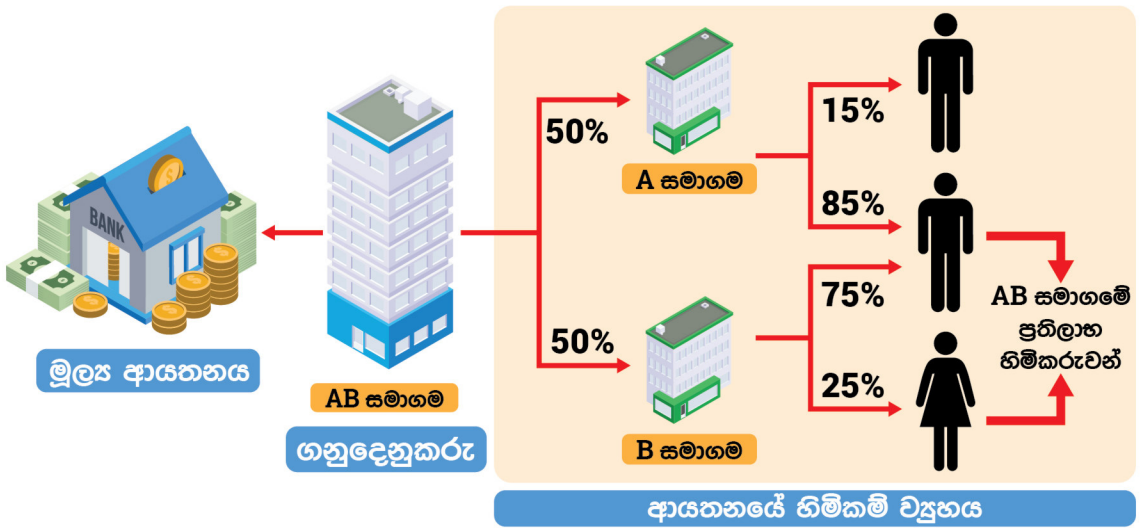 BANK
මූල්‍ය ආයතනය
AB සමාගම
ගනුදෙනුකරු
50%
A සමාගම
15%
85%
50%
B සමාගම
75%
25%
AB සමාගමේ
ප්‍රතිලාභ
හිමිකරුවන්
ආයතනයේ හිමිකම් ව්‍යුහය